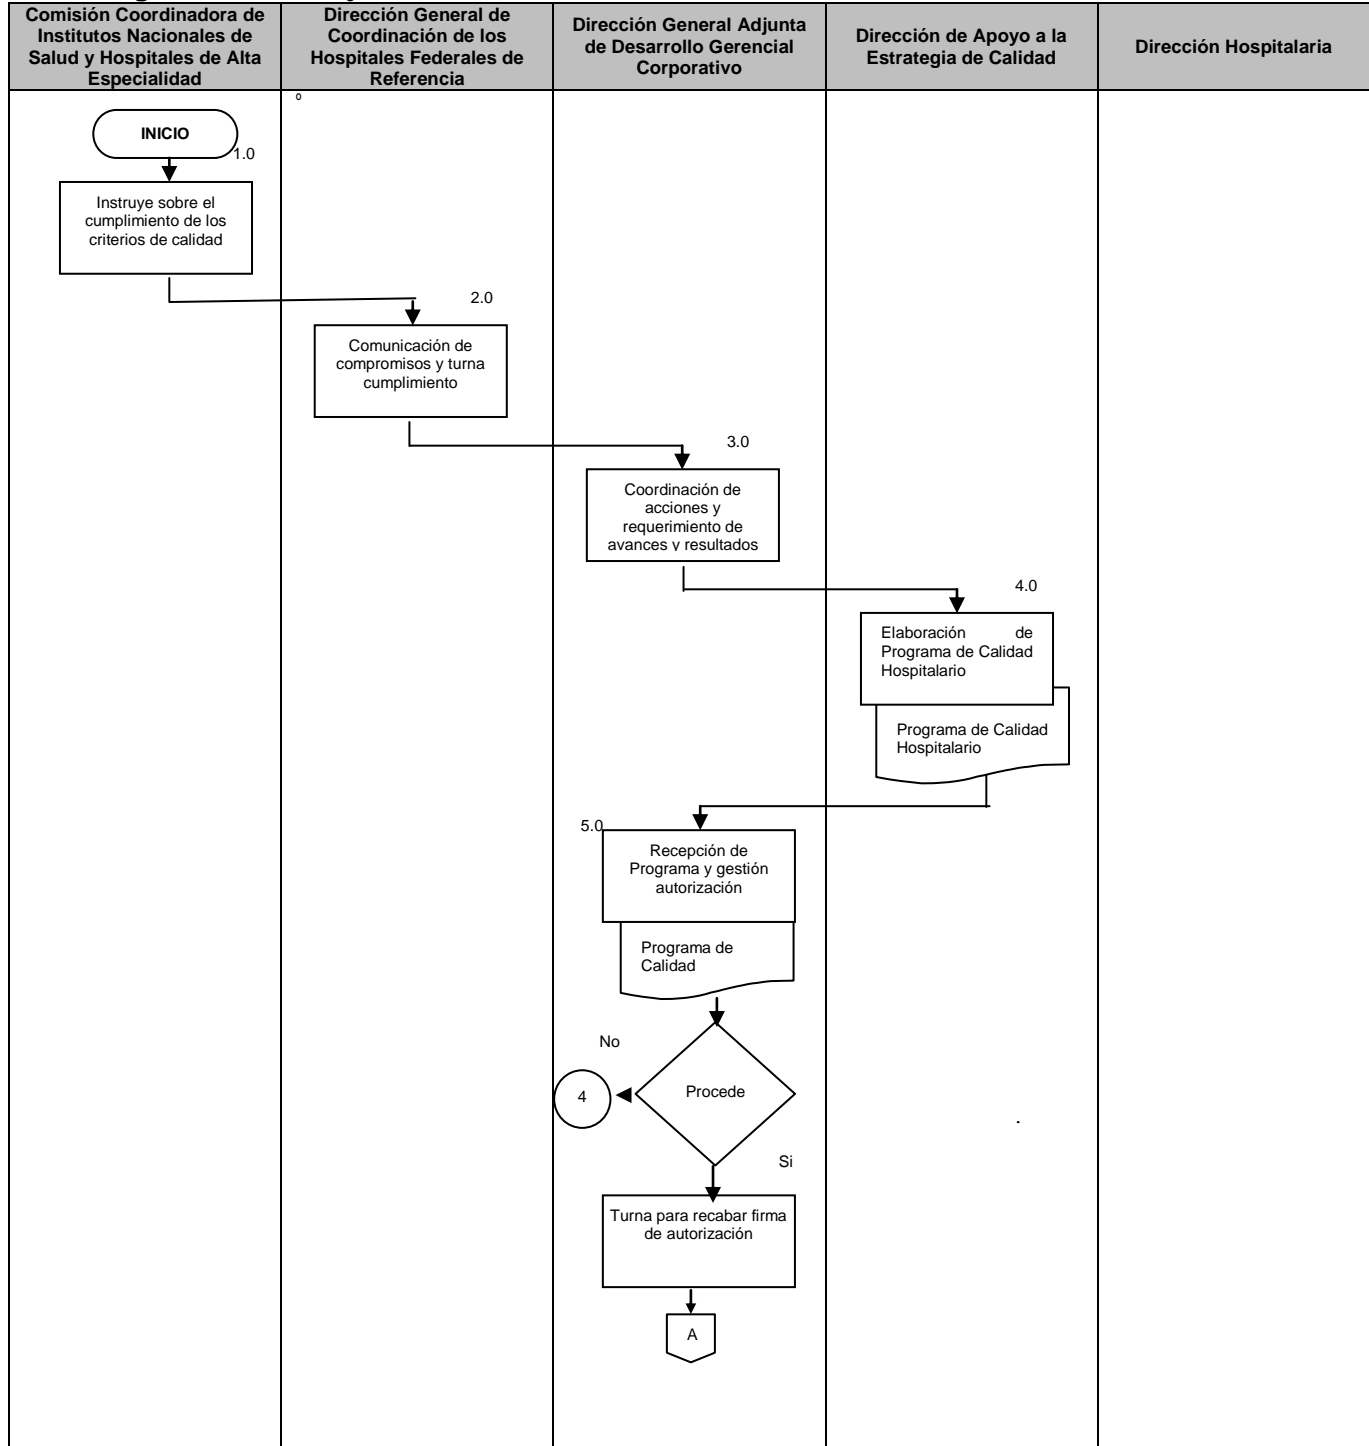 Comisión Coordinadora de
Institutos Nacionales de
Salud y Hospitales de Alta
Especialidad
Dirección General de
Coordinación de los
Hospitales Federales de
Referencia
Dirección General Adjunta
de Desarrollo Gerencial
Corporativo
Dirección de Apoyo a la
Estrategia de Calidad
Dirección Hospitalaria
o
INICIO
1.0
Instruye sobre el
cumplimiento de los
criterios de calidad
2.0
Comunicación de
compromisos y turna
cumplimiento
3.0
Coordinación de
acciones y
requerimiento de
avances y resultados
4.0
Elaboración de
Programa de Calidad
Hospitalario
Programa de Calidad
Hospitalario
5.0
Recepción de
Programa y gestión
autorización
Programa de
Calidad
No
Procede
4
.
Si
Turna para recabar firma
de autorización
A